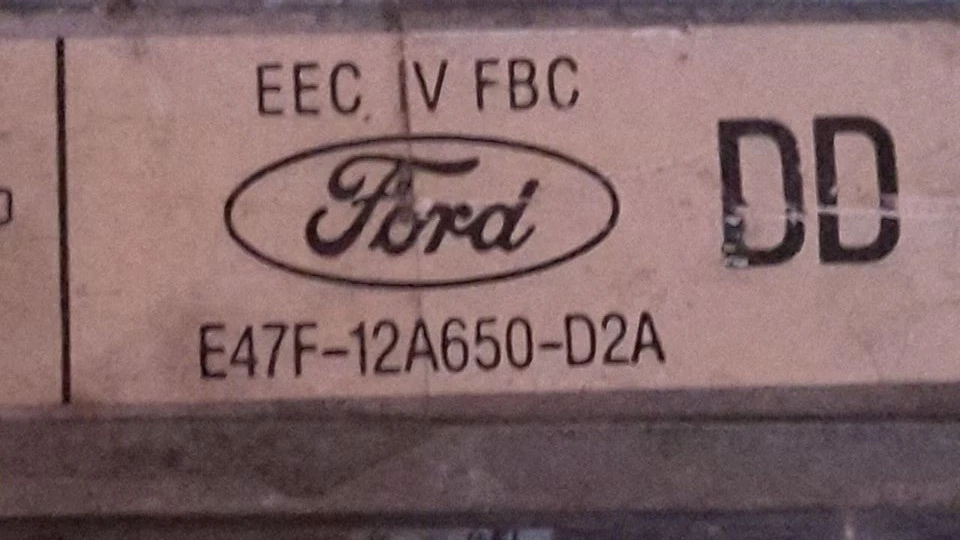 EEC IV FBC
Ford
DD
E47F-12A650-D2A